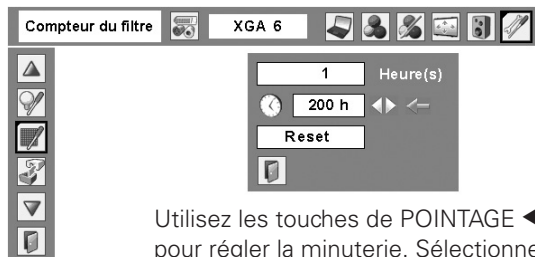 Compteur du filtre XGA 6
1 Heure(s)
200 h
Reset
Utilisez les touches de POINTAGE ◀
pour régler la minuterie. Sélectionne